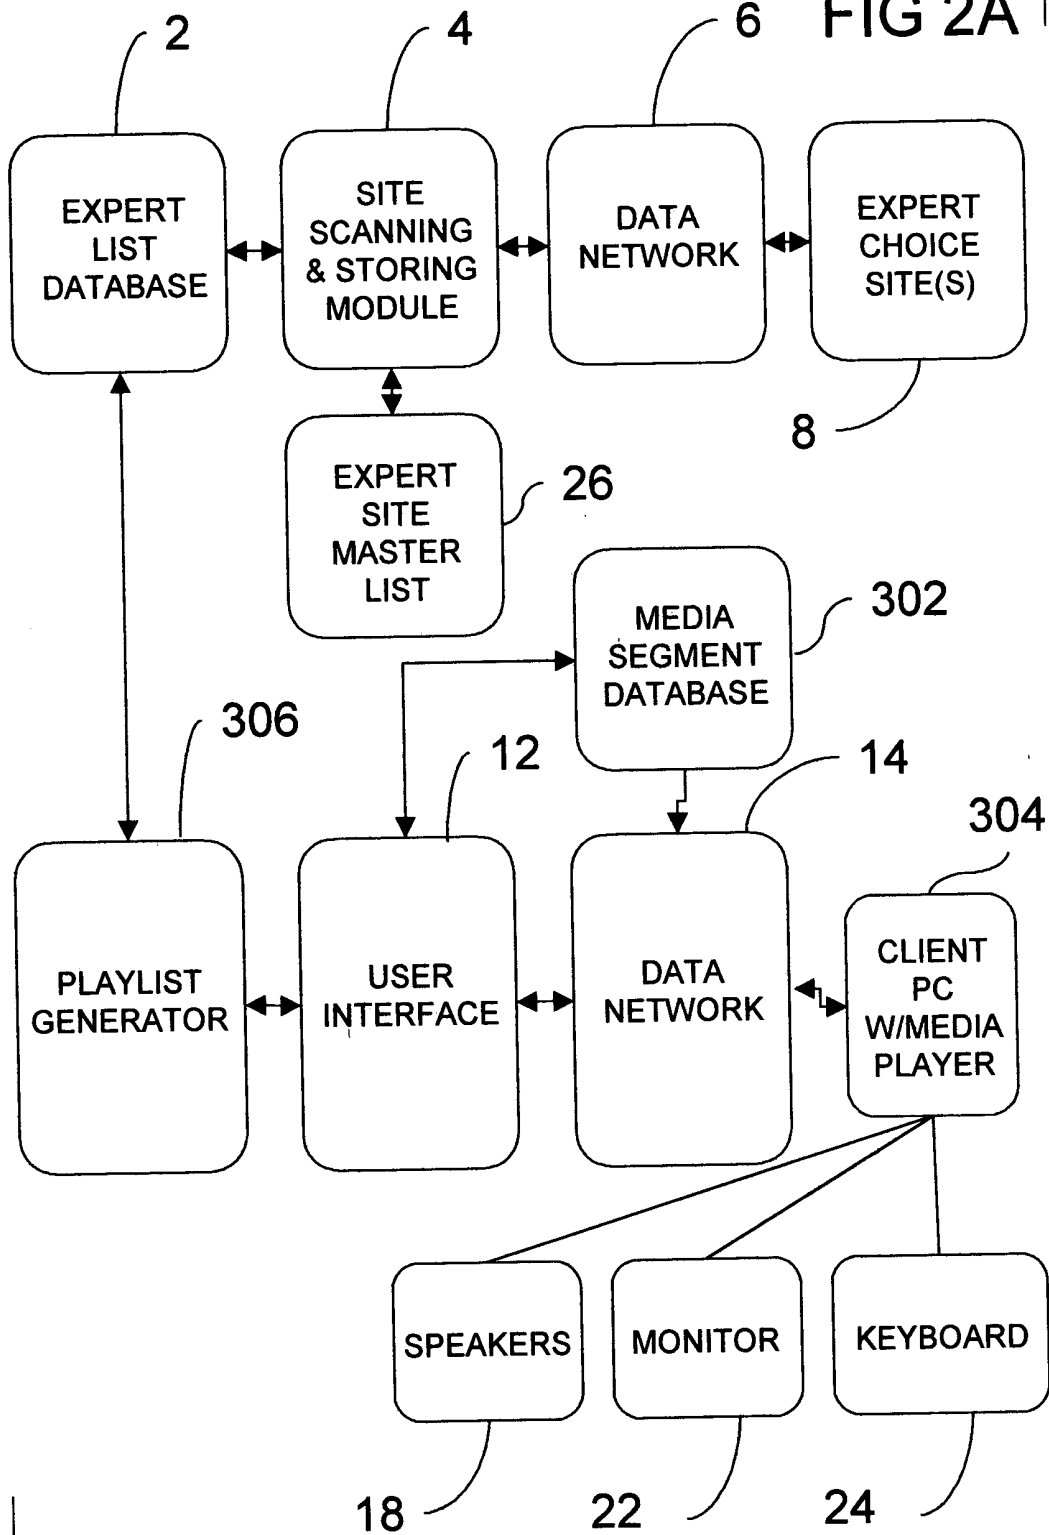 FIG 2A
2
4
6
EXPERT
LIST
DATABASE
SITE
SCANNING
& STORING
MODULE
DATA
NETWORK
EXPERT
CHOICE
SITE(S)
8
EXPERT
SITE
MASTER
LIST
26
MEDIA
SEGMENT
DATABASE
302
306
12
14
304
PLAYLIST
GENERATOR
USER
INTERFACE
DATA
NETWORK
CLIENT
PC
W/MEDIA
PLAYER
SPEAKERS
MONITOR
KEYBOARD
18
22
24